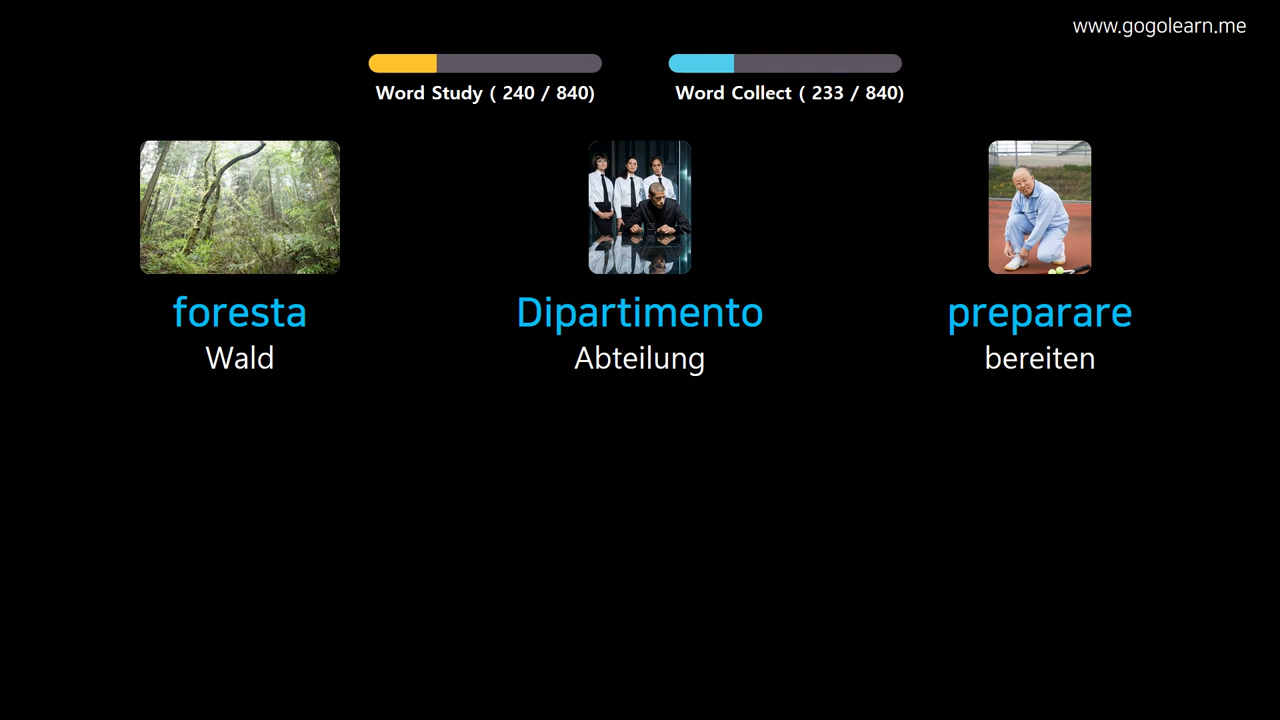 www.gogolearn.me
Word Study ( 240 / 840)
Word Collect ( 233 / 840)
foresta
Wald
Dipartimento
Abteilung
preparare
bereiten